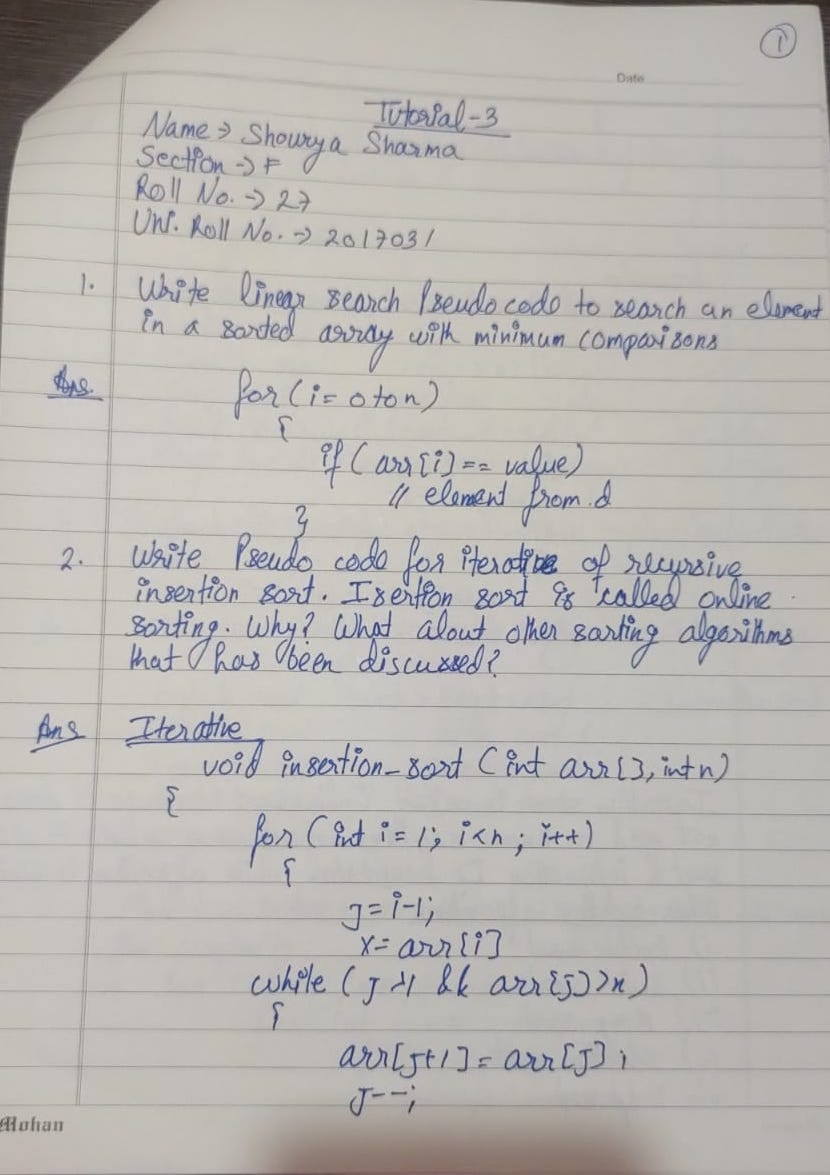 1
Date
Tutorial-3
Name → Shourya Sharma
Section → F
Roll No. → 27
Uni. Roll No. → 2017031
1. Write linear search Pseudo code to search an element
in a sorted array with minimum comparisons
Ans. for (i = 0 to n)
{
if (arr[i] == value)
// element from.d
}
2. Write Pseudo code for iterative of recursive
insertion sort. Isertion sort is called online
sorting. Why? What alout other sarting algorithms
that has been discussed?
Ans Iterative
void insertion_sort (int arr[], int n)
{
for (int i = 1; i<n; i++)
{
J = i-1;
x = arr[i]
while (J >1 && arr[j]>x)
{
arr[J+1] = arr[J];
J--;
Mohan